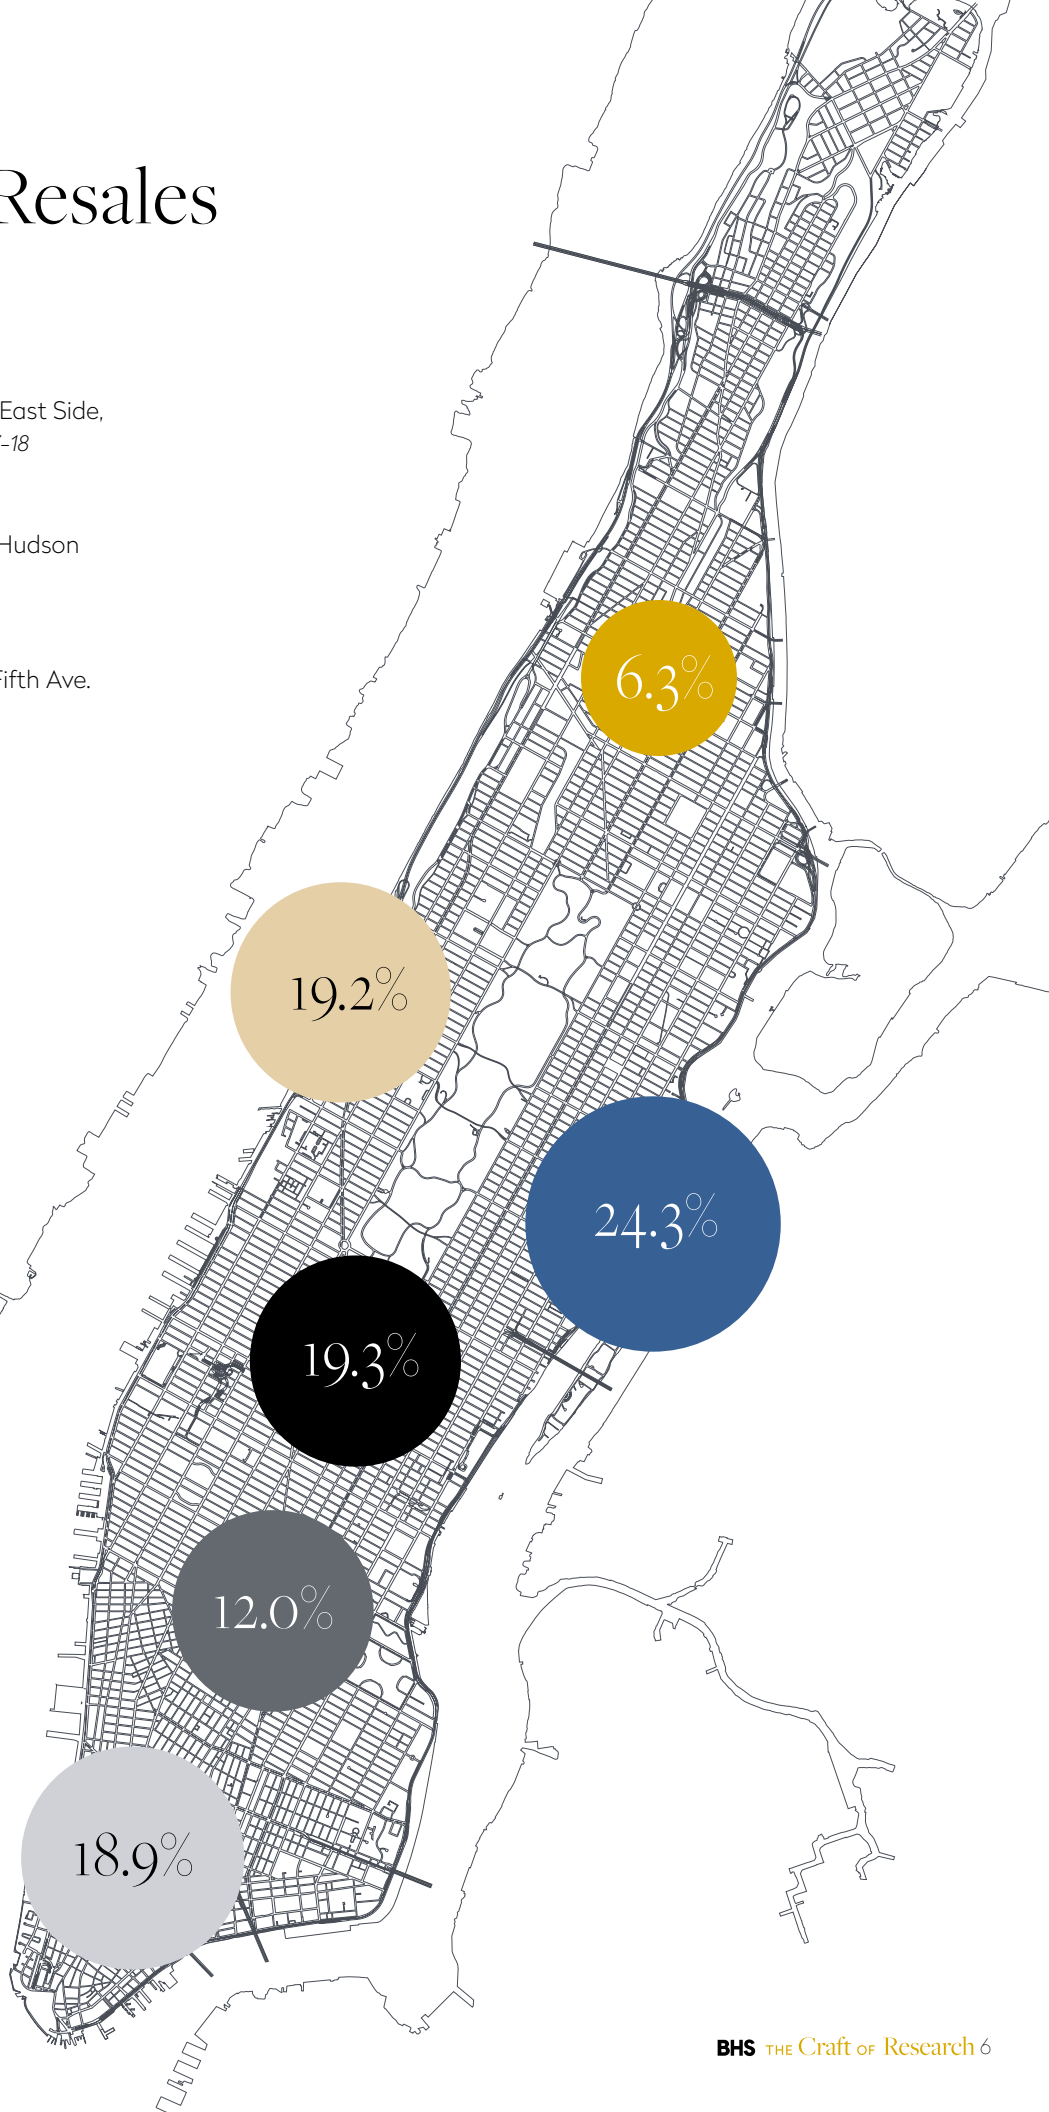 Resales
East Side,
-18
Hudson
Fifth Ave.
6.3%
19.2%
24.3%
19.3%
12.0%
18.9%
BHS THE Craft OF Research 6